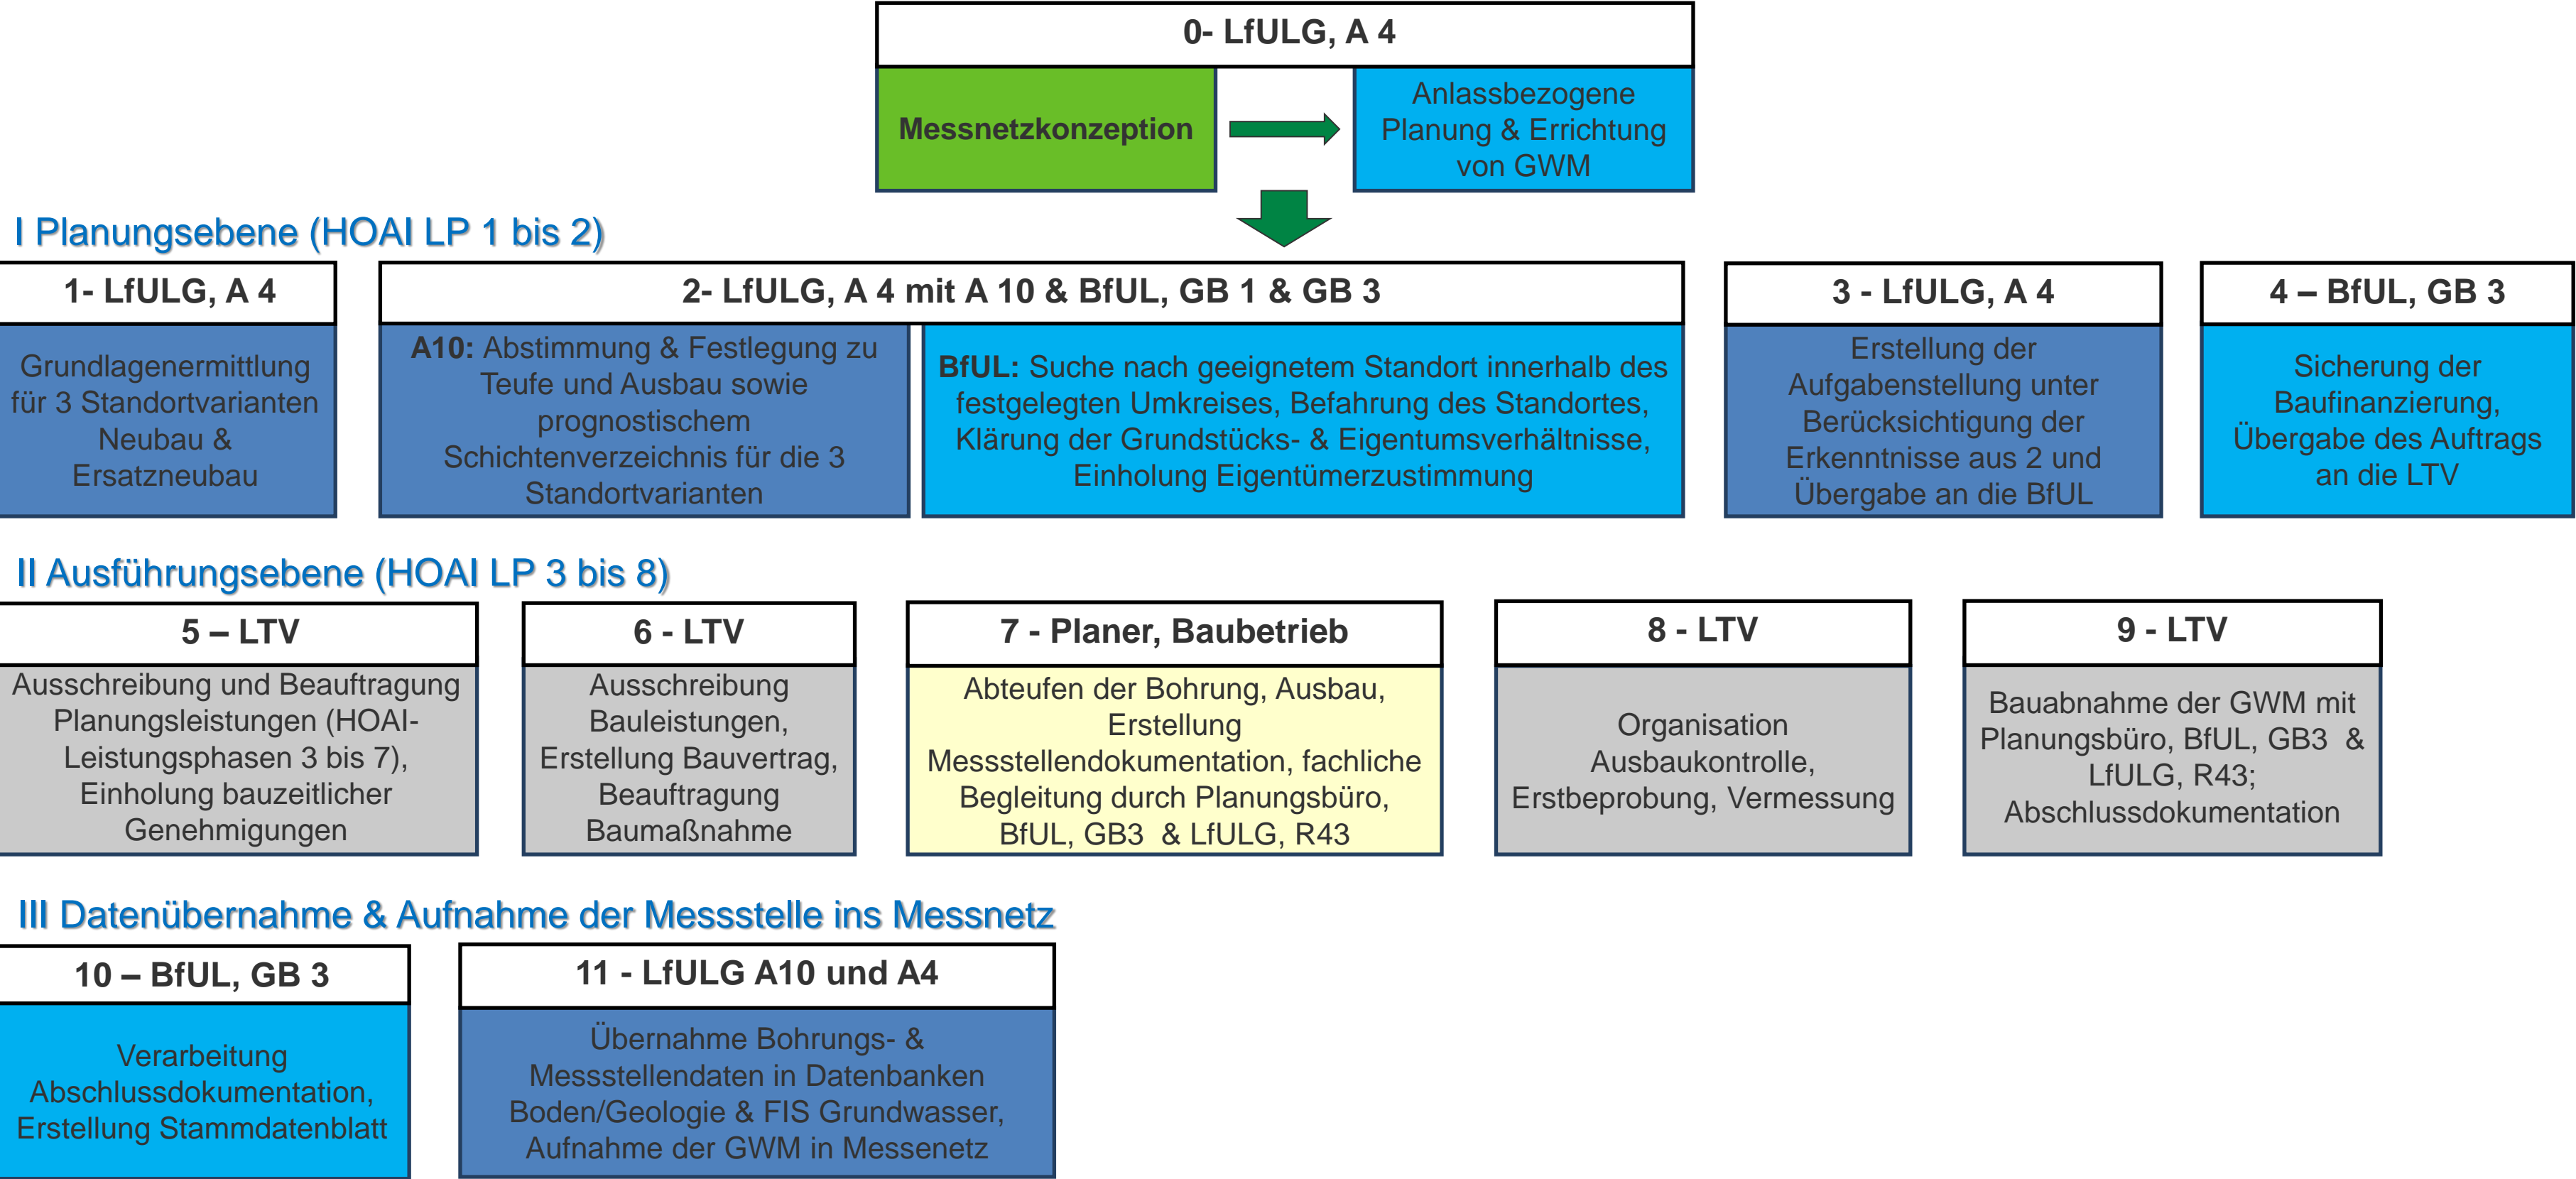 0- LfULG, A 4
Messnetzkonzeption
Anlassbezogene
Planung & Errichtung
von GWM
I Planungsebene (HOAI LP 1 bis 2)
1- LfULG, A 4
Grundlagenermittlung
für 3 Standortvarianten
Neubau &
Ersatzneubau
2- LfULG, A 4 mit A 10 & BfUL, GB 1 & GB 3
A10: Abstimmung & Festlegung zu
Teufe und Ausbau sowie
prognostischem
Schichtenverzeichnis für die 3
Standortvarianten
BfUL: Suche nach geeignetem Standort innerhalb des
festgelegten Umkreises, Befahrung des Standortes,
Klärung der Grundstücks- & Eigentumsverhältnisse,
Einholung Eigentümerzustimmung
3 - LfULG, A 4
Erstellung der
Aufgabenstellung unter
Berücksichtigung der
Erkenntnisse aus 2 und
Übergabe an die BfUL
4 – BfUL, GB 3
Sicherung der
Baufinanzierung,
Übergabe des Auftrags
an die LTV
II Ausführungsebene (HOAI LP 3 bis 8)
5 – LTV
Ausschreibung und Beauftragung
Planungsleistungen (HOAI-
Leistungsphasen 3 bis 7),
Einholung bauzeitlicher
Genehmigungen
6 - LTV
Ausschreibung
Bauleistungen,
Erstellung Bauvertrag,
Beauftragung
Baumaßnahme
7 - Planer, Baubetrieb
Abteufen der Bohrung, Ausbau,
Erstellung
Messstellendokumentation, fachliche
Begleitung durch Planungsbüro,
BfUL, GB3 & LfULG, R43
8 - LTV
Organisation
Ausbaukontrolle,
Erstbeprobung, Vermessung
9 - LTV
Bauabnahme der GWM mit
Planungsbüro, BfUL, GB3 &
LfULG, R43;
Abschlussdokumentation
III Datenübernahme & Aufnahme der Messstelle ins Messnetz
10 – BfUL, GB 3
Verarbeitung
Abschlussdokumentation,
Erstellung Stammdatenblatt
11 - LfULG A10 und A4
Übernahme Bohrungs- &
Messstellendaten in Datenbanken
Boden/Geologie & FIS Grundwasser,
Aufnahme der GWM in Messenetz